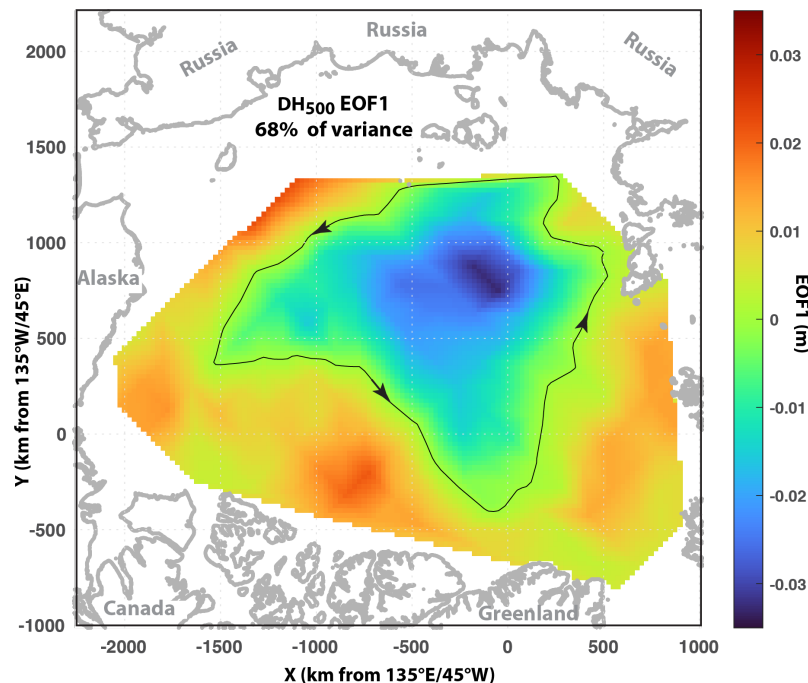 Russia
Russia
Russia
DH500 EOF1
68% of variance
Alaska
Canada
Greenland
2000
1500
1000
500
0
-500
-1000
Y (km from 135°W/45°E)
-2000
-1500
-1000
-500
0
500
1000
X (km from 135°E/45°W)
0.03
0.02
0.01
0
-0.01
-0.02
-0.03
EOF1 (m)